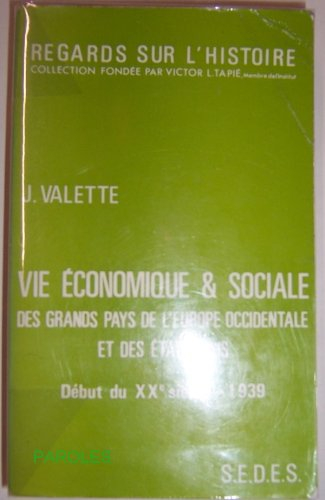 REGARDS SUR L'HISTOIRE
COLLECTION FONDÉE PAR VICTOR L.TAPIÉ, Membre de l'Institut
J. VALETTE
VIE ÉCONOMIQUE & SOCIALE
DES GRANDS PAYS DE L'EUROPE OCCIDENTALE
ET DES
Début du XXe 1939
PAROLES
S.E.D.E.S.